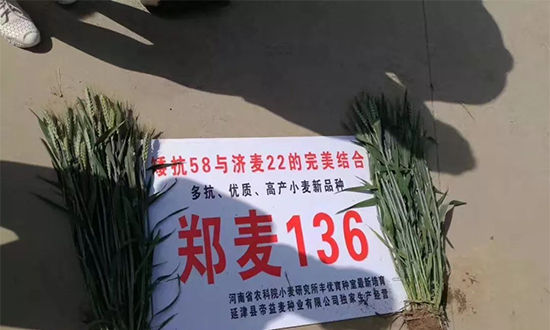 矮抗58与济麦22的完美结合
多抗、优质、高产小麦新品种
郑麦136
河南省农科院小麦研究所丰优育种室最新培育
延津县帝益麦种业有限公司独家生产经营